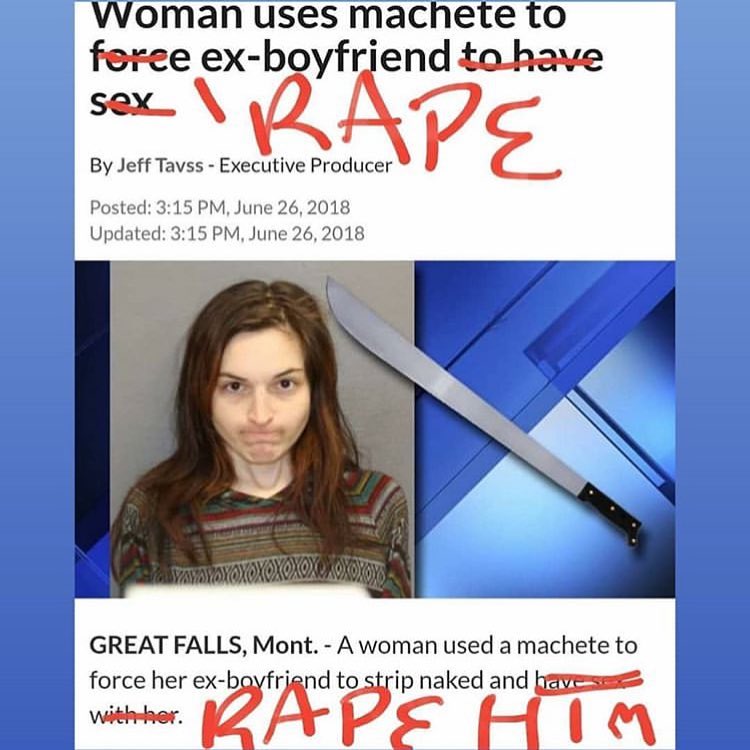 Woman uses machete to
force ex-boyfriend to have
sex RAPE
By Jeff Tavss - Executive Producer
Posted: 3:15 PM, June 26, 2018
Updated: 3:15 PM, June 26, 2018
GREAT FALLS, Mont. - A woman used a machete to
force her ex-boyfriend to strip naked and have sex
with her. RAPE HIM